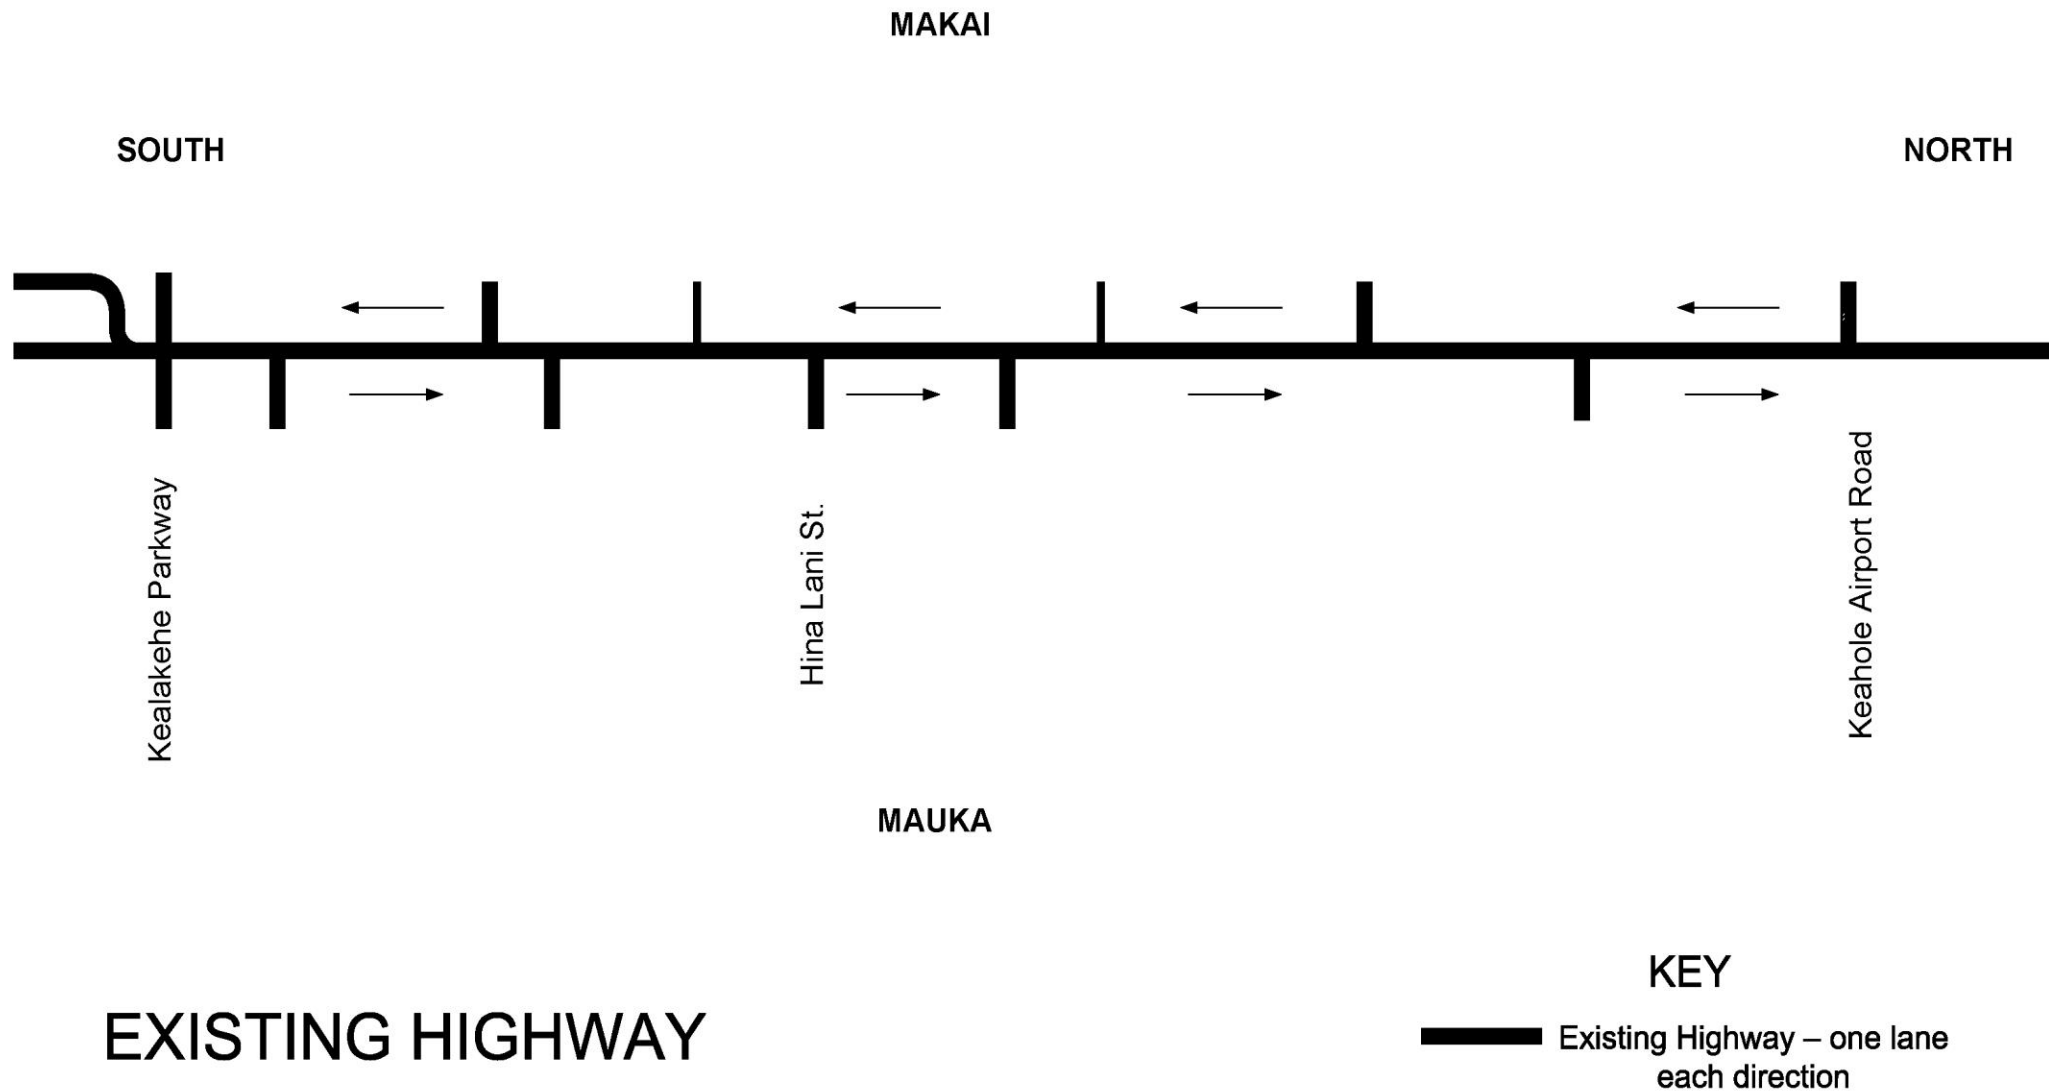 MAKAI
SOUTH
NORTH
Kealakehe Parkway
Hina Lani St.
Keahole Airport Road
MAUKA
KEY
EXISTING HIGHWAY
Existing Highway – one lane
each direction